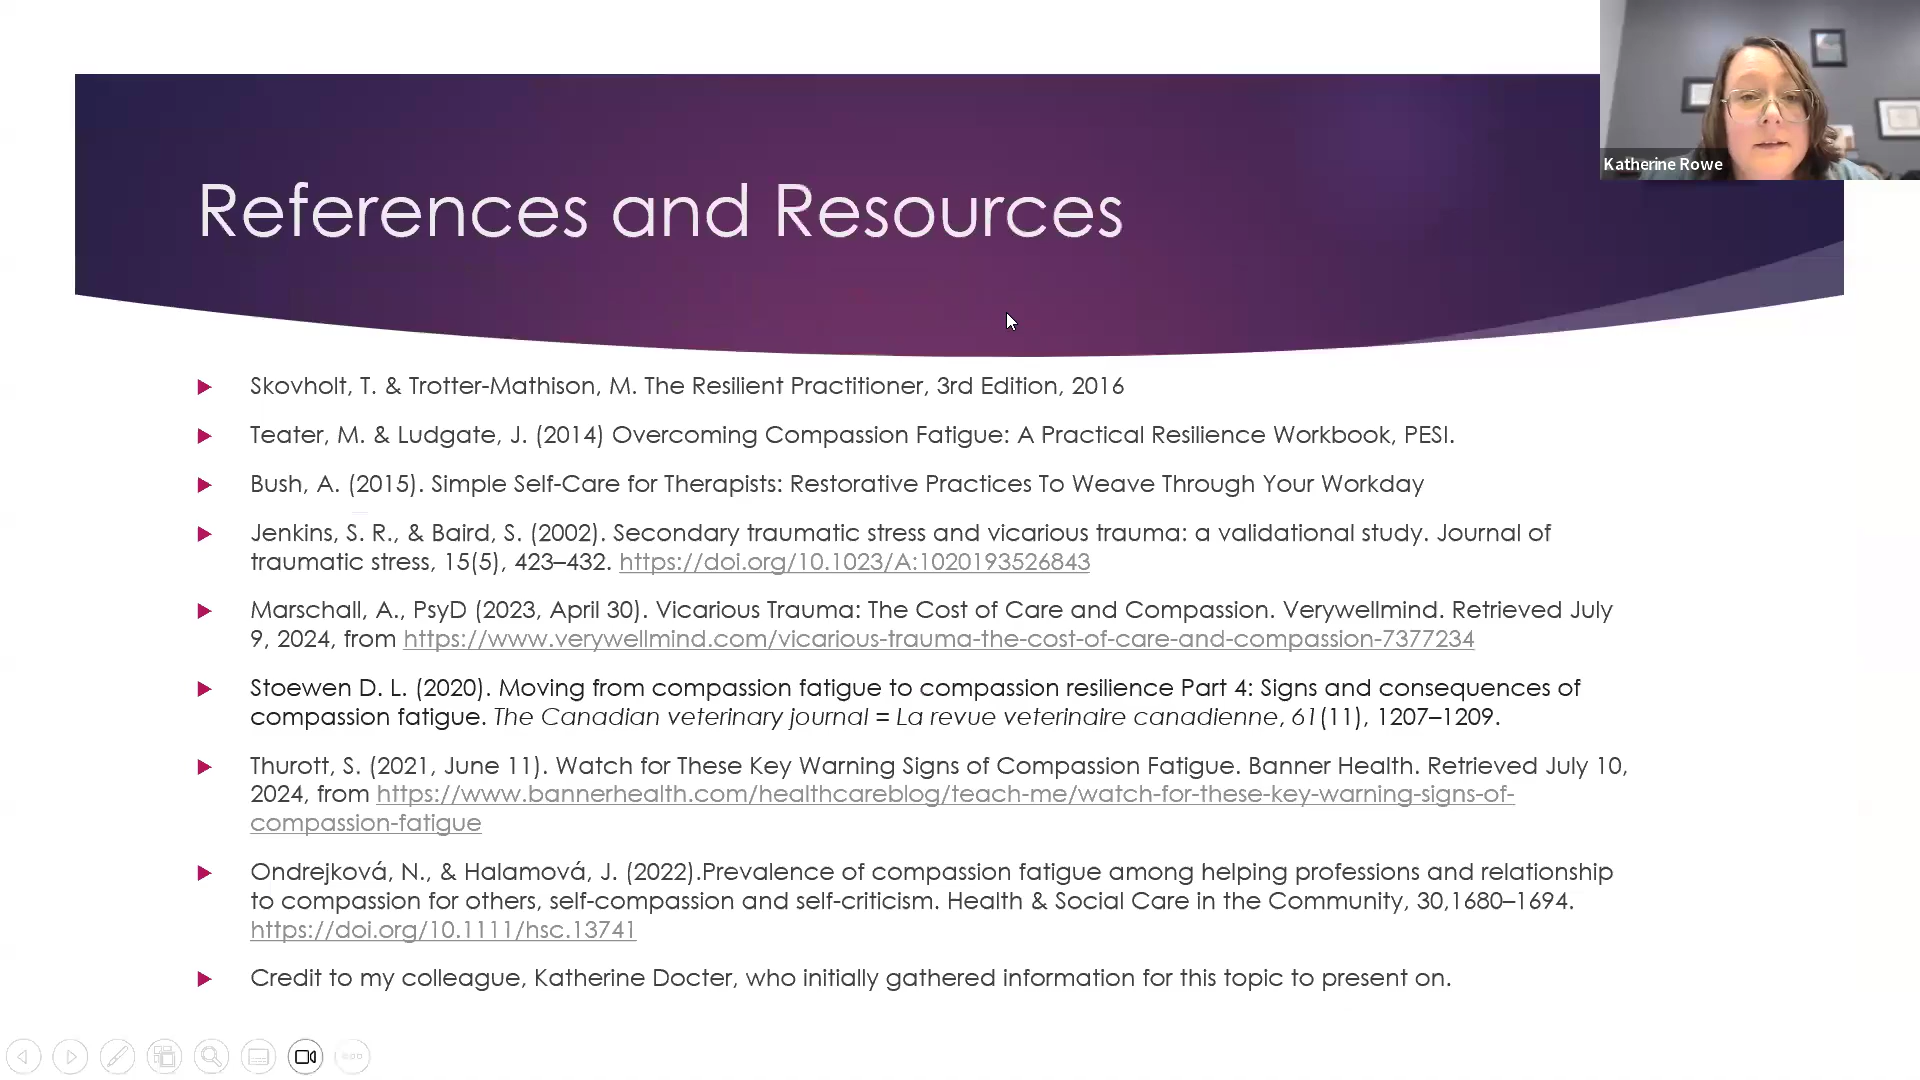 References and Resources
Katherine Rowe
Skovholt, T. & Trotter-Mathison, M. The Resilient Practitioner, 3rd Edition, 2016
Teater, M. & Ludgate, J. (2014) Overcoming Compassion Fatigue: A Practical Resilience Workbook, PESI.
Bush, A. (2015). Simple Self-Care for Therapists: Restorative Practices To Weave Through Your Workday
Jenkins, S. R., & Baird, S. (2002). Secondary traumatic stress and vicarious trauma: a validational study. Journal of
traumatic stress, 15(5), 423–432. https://doi.org/10.1023/A:1020193526843
Marschall, A., PsyD (2023, April 30). Vicarious Trauma: The Cost of Care and Compassion. Verywellmind. Retrieved July
9, 2024, from https://www.verywellmind.com/vicarious-trauma-the-cost-of-care-and-compassion-7377234
Stoewen D. L. (2020). Moving from compassion fatigue to compassion resilience Part 4: Signs and consequences of
compassion fatigue. The Canadian veterinary journal = La revue veterinaire canadienne, 61(11), 1207–1209.
Thurott, S. (2021, June 11). Watch for These Key Warning Signs of Compassion Fatigue. Banner Health. Retrieved July 10,
2024, from https://www.bannerhealth.com/healthcareblog/teach-me/watch-for-these-key-warning-signs-of-
compassion-fatigue
Ondrejková, N., & Halamová, J. (2022).Prevalence of compassion fatigue among helping professions and relationship
to compassion for others, self-compassion and self-criticism. Health & Social Care in the Community, 30,1680–1694.
https://doi.org/10.1111/hsc.13741
Credit to my colleague, Katherine Docter, who initially gathered information for this topic to present on.